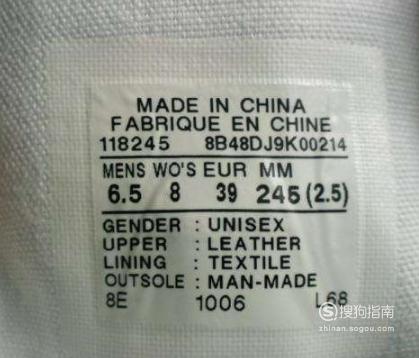 MADE IN CHINA
FABRIQUE EN CHINE
118245 8B48DJ9K00214
MENS WO'S EUR MM
6.5 8 39 245 (2.5)
GENDER : UNISEX
UPPER : LEATHER
LINING : TEXTILE
OUTSOLE : MAN-MADE
8E 1006 L68
搜狗指南
zhinan.sogou.com